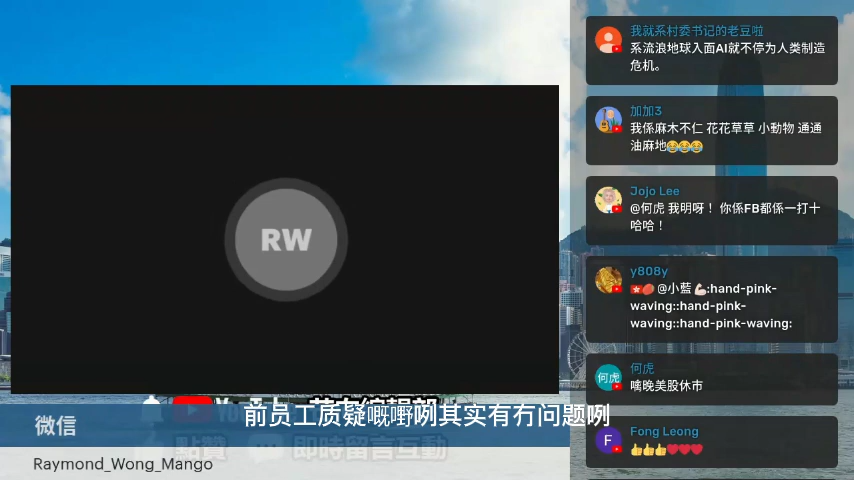 RW
前员工质疑嘅嘢咧其实有冇问题咧
微信
點贊
即時留言互動
Raymond_Wong_Mango
我就系村委书记的老豆啦
系流浪地球入面AI就不停为人类制造
危机。
加加3
我係麻木不仁 花花草草 小動物 通通
油麻地😂😂😂
Jojo Lee
@何虎 我明呀！ 你係FB都係一打十
哈哈！
y808y
@小藍💪🏻:hand-pink-
waving::hand-pink-
waving::hand-pink-waving:
何虎
何虎
噙晚美股休市
F
Fong Leong
👍👍👍❤️❤️❤️